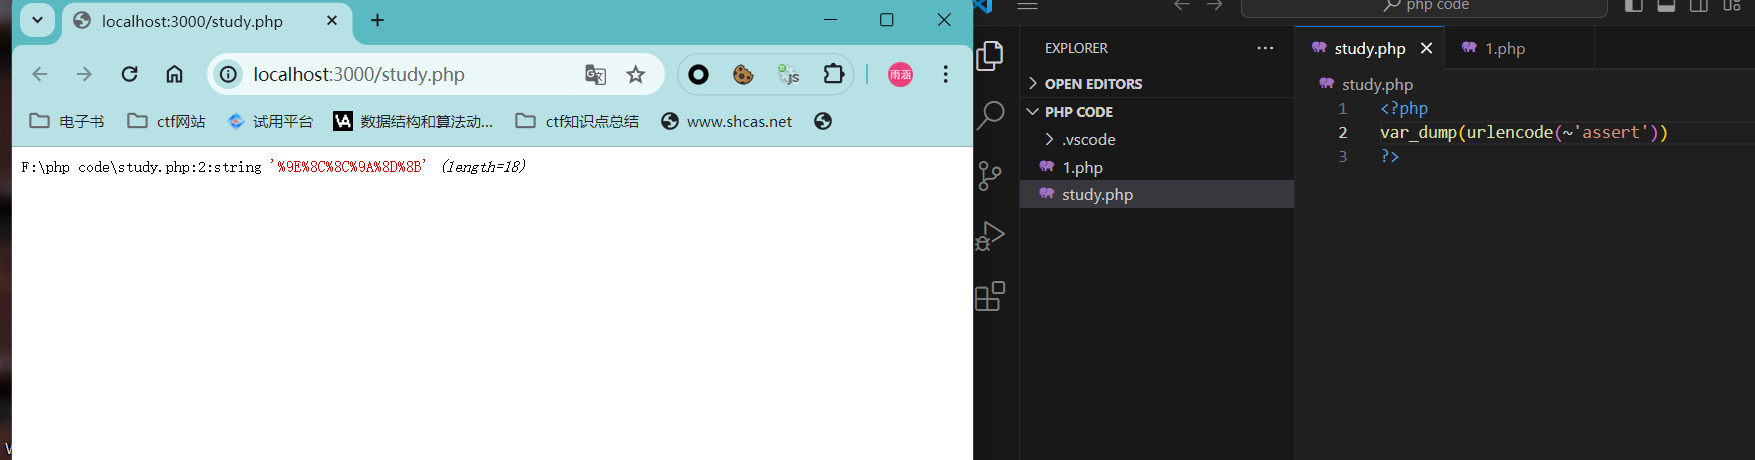 localhost:3000/study.php
localhost:3000/study.php
JS
雨涵
电子书
ctf网站
试用平台
VA
数据结构和算法动...
ctf知识点总结
www.shcas.net
F:\php code\study.php:2:string '%9E%8C%8C%9A%8D%8B' (length=18)
php code
EXPLORER
OPEN EDITORS
PHP CODE
.vscode
1.php
study.php
study.php
1.php
study.php
1 <?php
2 var_dump(urlencode(~'assert'))
3 ?>